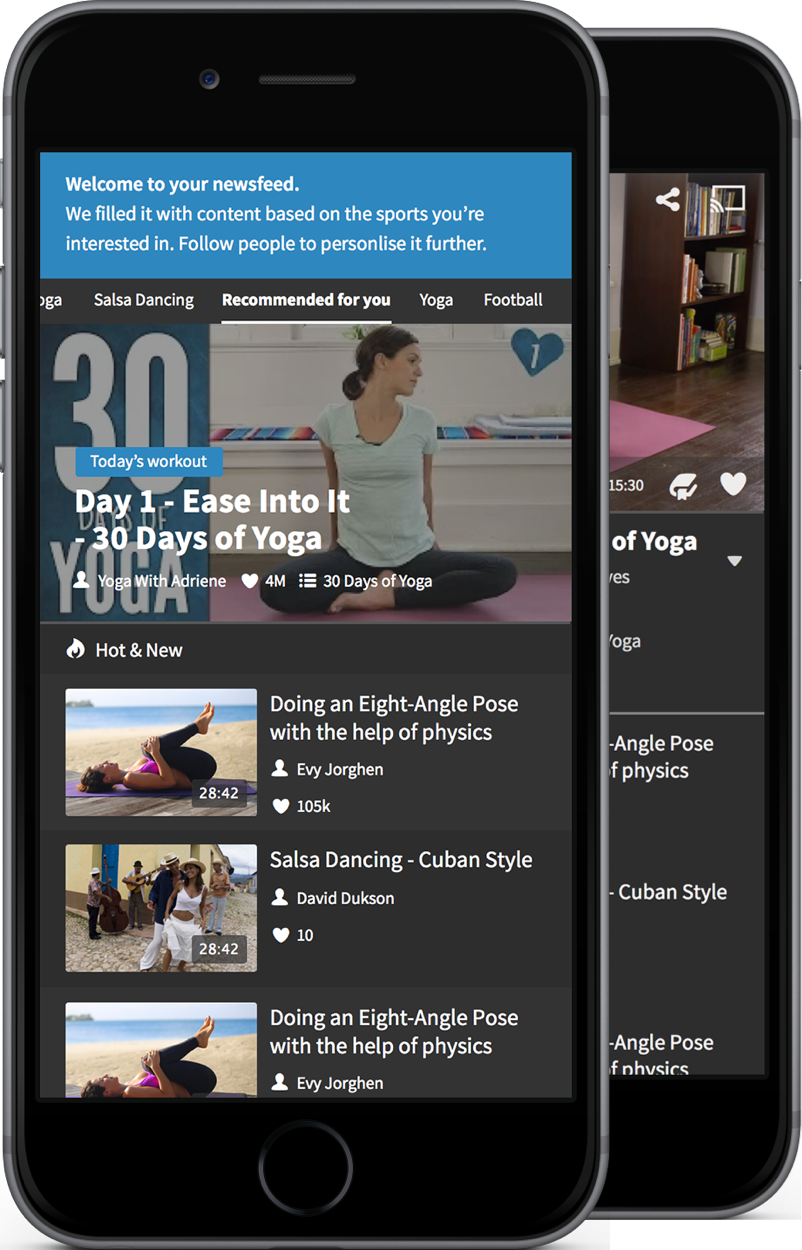 Welcome to your newsfeed.
We filled it with content based on the sports you're
interested in. Follow people to personlise it further.
oga Salsa Dancing Recommended for you Yoga Football
30
DAYS OF
YOGA
1
Today's workout
Day 1 - Ease Into It
- 30 Days of Yoga
Yoga With Adriene 4M 30 Days of Yoga
Hot & New
Doing an Eight-Angle Pose
with the help of physics
Evy Jorghen
28:42
105k
Salsa Dancing - Cuban Style
David Dukson
10
28:42
Doing an Eight-Angle Pose
with the help of physics
Evy Jorghen
15:30
of Yoga
ves
Yoga
-Angle Pose
of physics
- Cuban Style
-Angle Pose
of physics